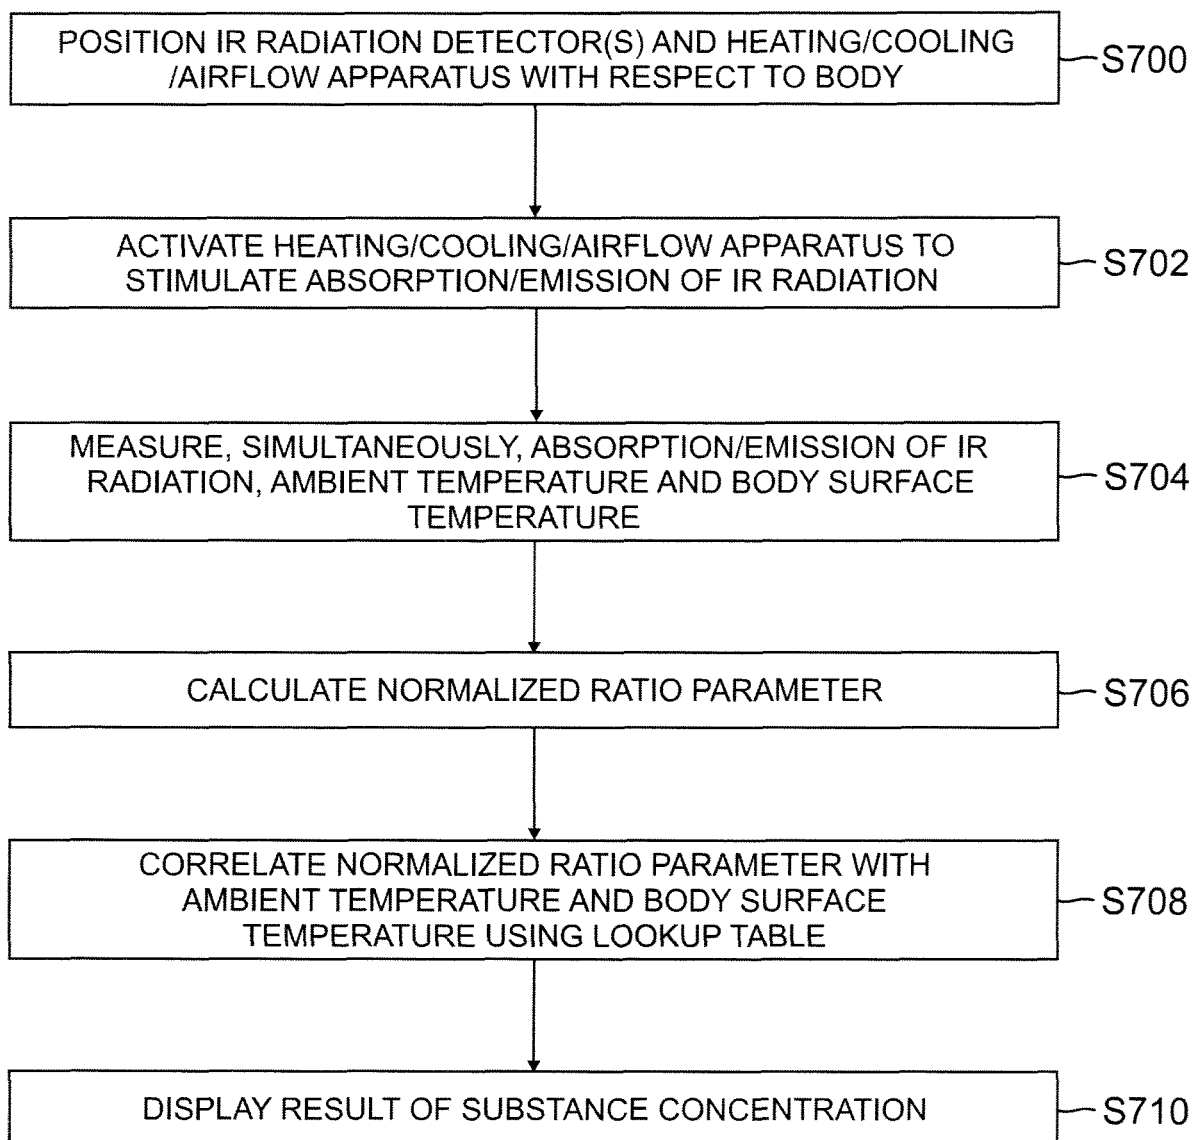 POSITION IR RADIATION DETECTOR(S) AND HEATING/COOLING
/AIRFLOW APPARATUS WITH RESPECT TO BODY
S700
ACTIVATE HEATING/COOLING/AIRFLOW APPARATUS TO
STIMULATE ABSORPTION/EMISSION OF IR RADIATION
S702
MEASURE, SIMULTANEOUSLY, ABSORPTION/EMISSION OF IR
RADIATION, AMBIENT TEMPERATURE AND BODY SURFACE
TEMPERATURE
S704
CALCULATE NORMALIZED RATIO PARAMETER
S706
CORRELATE NORMALIZED RATIO PARAMETER WITH
AMBIENT TEMPERATURE AND BODY SURFACE
TEMPERATURE USING LOOKUP TABLE
S708
DISPLAY RESULT OF SUBSTANCE CONCENTRATION
S710